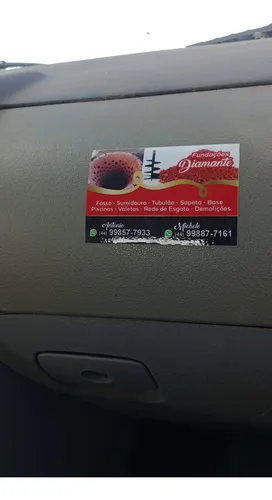 Fundações
Diamante
Fossa - Sumidouro - Tubulão - Sapata - Base
Piscinas - Valetas - Rede de Esgoto - Demolições
Antonio
(44) 99857-7933
Michele
(44) 99887-7161